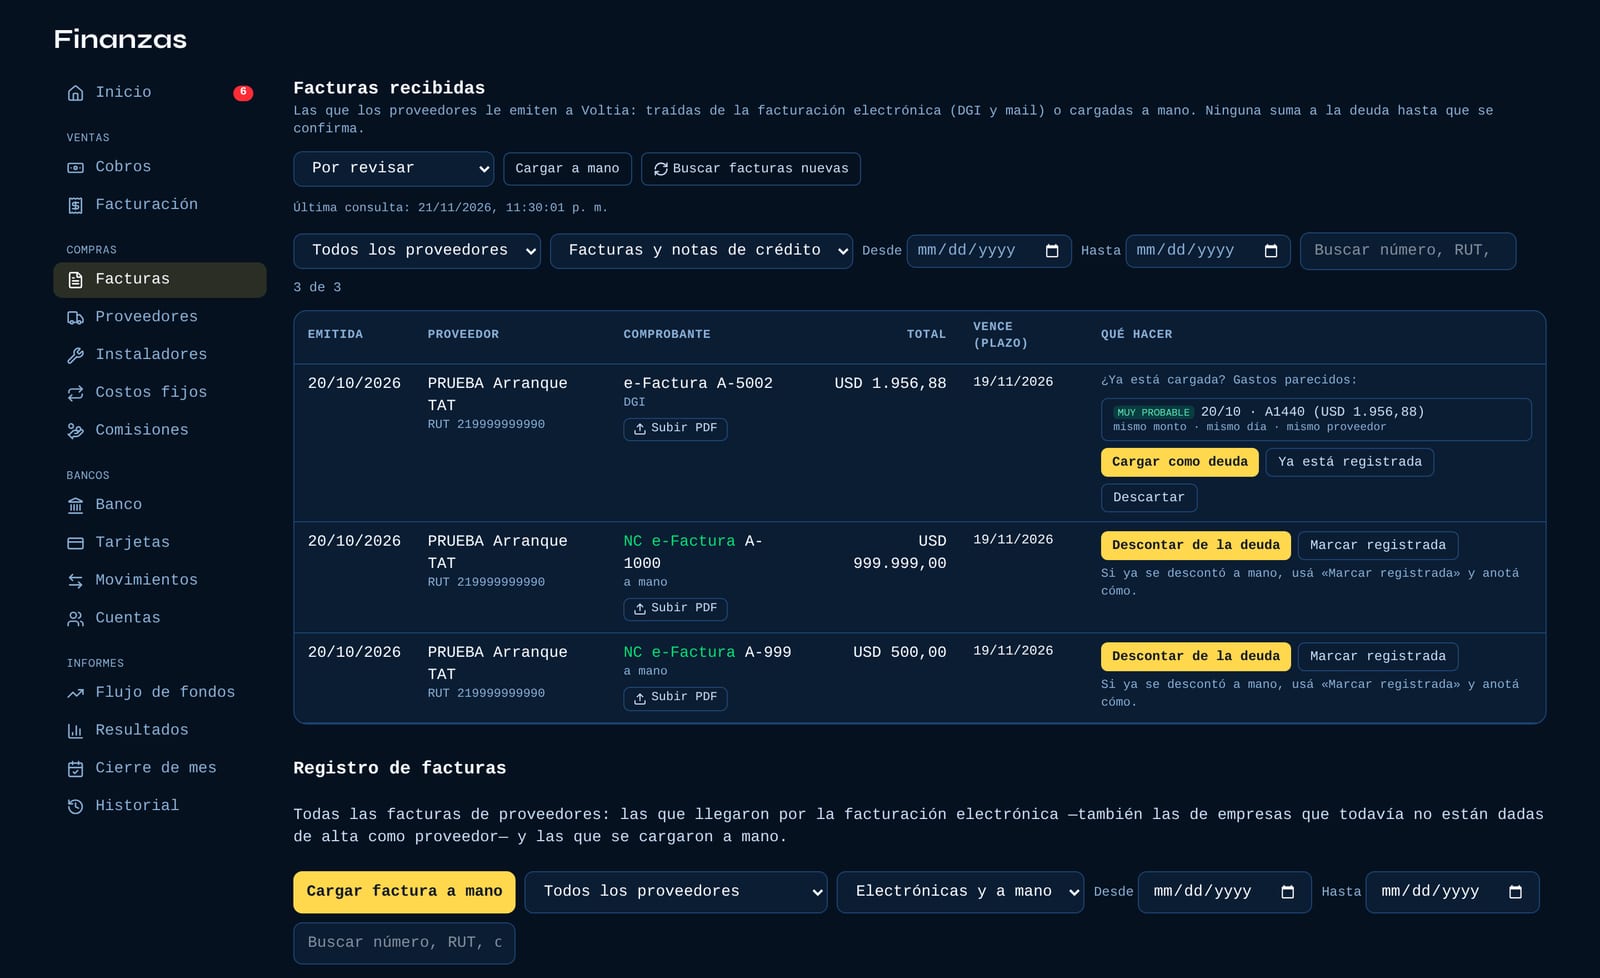 Finanzas
Inicio
6
VENTAS
Cobros
Facturación
COMPRAS
Facturas
Proveedores
Instaladores
Costos fijos
Comisiones
BANCOS
Banco
Tarjetas
Movimientos
Cuentas
INFORMES
Flujo de fondos
Resultados
Cierre de mes
Historial
Facturas recibidas
Las que los proveedores le emiten a Voltia: traídas de la facturación electrónica (DGI y mail) o cargadas a mano. Ninguna suma a la deuda hasta que se
confirma.
Por revisar
Cargar a mano
Buscar facturas nuevas
Última consulta: 21/11/2026, 11:30:01 p. m.
Todos los proveedores
Facturas y notas de crédito
Desde
mm/dd/yyyy
Hasta
mm/dd/yyyy
Buscar número, RUT,
3 de 3
EMITIDA
PROVEEDOR
COMPROBANTE
TOTAL
VENCE
(PLAZO)
QUÉ HACER
20/10/2026
PRUEBA Arranque
TAT
RUT 219999999990
e-Factura A-5002
DGI
Subir PDF
USD 1.956,88
19/11/2026
¿Ya está cargada? Gastos parecidos:
MUY PROBABLE 20/10 · A1440 (USD 1.956,88)
mismo monto · mismo día · mismo proveedor
Cargar como deuda
Ya está registrada
Descartar
20/10/2026
PRUEBA Arranque
TAT
RUT 219999999990
NC e-Factura A-
1000
a mano
Subir PDF
USD
999.999,00
19/11/2026
Descontar de la deuda
Marcar registrada
Si ya se descontó a mano, usá «Marcar registrada» y anotá
cómo.
20/10/2026
PRUEBA Arranque
TAT
RUT 219999999990
NC e-Factura A-999
a mano
Subir PDF
USD 500,00
19/11/2026
Descontar de la deuda
Marcar registrada
Si ya se descontó a mano, usá «Marcar registrada» y anotá
cómo.
Registro de facturas
Todas las facturas de proveedores: las que llegaron por la facturación electrónica —también las de empresas que todavía no están dadas
de alta como proveedor— y las que se cargaron a mano.
Cargar factura a mano
Todos los proveedores
Electrónicas y a mano
Desde
mm/dd/yyyy
Hasta
mm/dd/yyyy
Buscar número, RUT, c